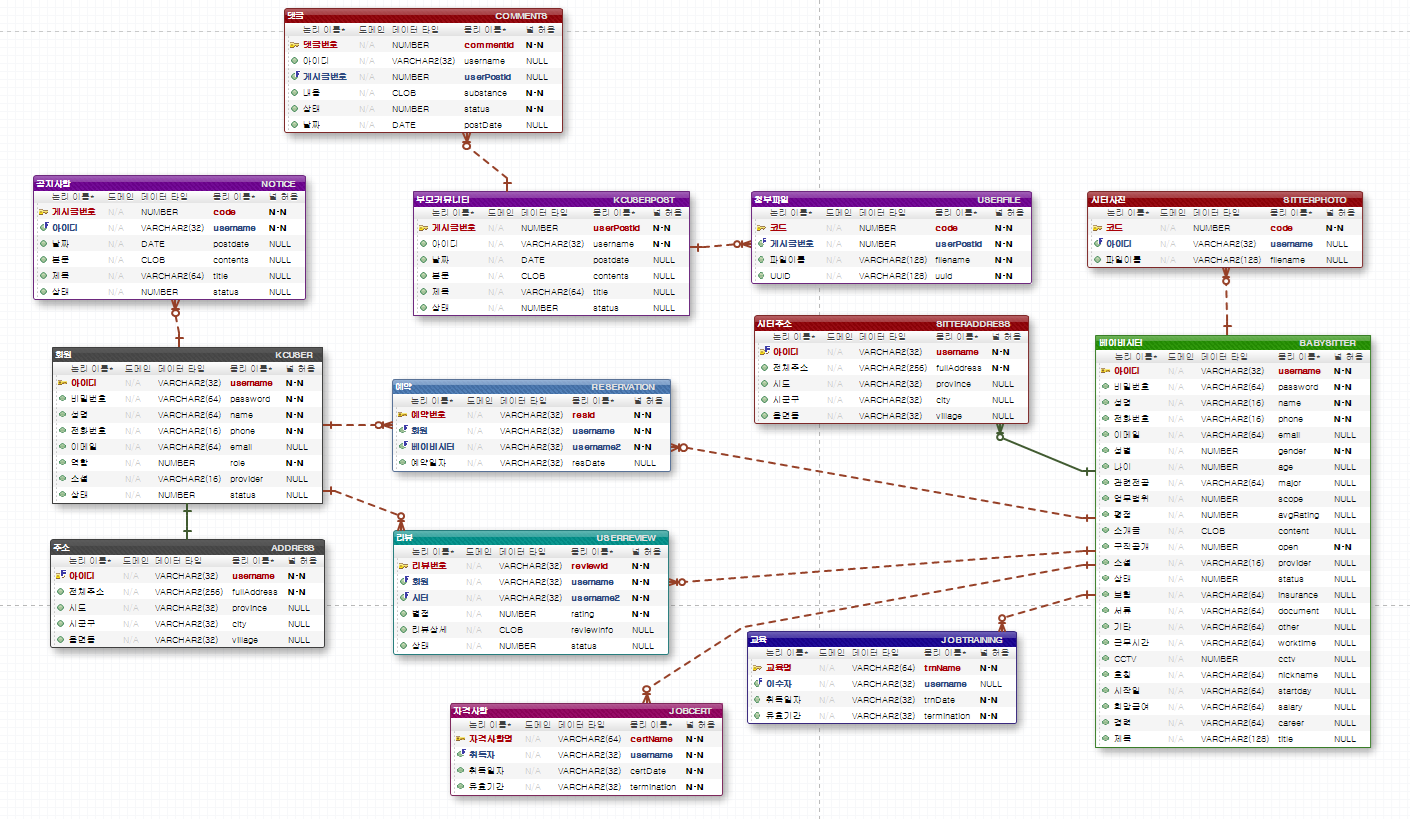 댓글 COMMENTS
논리 이름* 도메인 데이터 타입 물리 이름* 널 허용
댓글번호 N/A NUMBER commentId N-N
아이디 N/A VARCHAR2(32) username NULL
게시글번호 N/A NUMBER userPostId NULL
내용 N/A CLOB substance N-N
상태 N/A NUMBER status N-N
날짜 N/A DATE postDate NULL
공지사항 NOTICE
논리 이름* 도메인 데이터 타입 물리 이름* 널 허용
게시글번호 N/A NUMBER code N-N
아이디 N/A VARCHAR2(32) username N-N
날짜 N/A DATE postdate NULL
본문 N/A CLOB contents NULL
제목 N/A VARCHAR2(64) title NULL
상태 N/A NUMBER status NULL
부모커뮤니티 KCUSERPOST
논리 이름* 도메인 데이터 타입 물리 이름* 널 허용
게시글번호 N/A NUMBER userPostId N-N
아이디 N/A VARCHAR2(32) username N-N
날짜 N/A DATE postdate NULL
본문 N/A CLOB contents NULL
제목 N/A VARCHAR2(64) title NULL
상태 N/A NUMBER status NULL
첨부파일 USERFILE
논리 이름* 도메인 데이터 타입 물리 이름* 널 허용
코드 N/A NUMBER code N-N
게시글번호 N/A NUMBER userPostId N-N
파일이름 N/A VARCHAR2(128) filename N-N
UUID N/A VARCHAR2(128) uuid N-N
시터사진 SITTERPHOTO
논리 이름* 도메인 데이터 타입 물리 이름* 널 허용
코드 N/A NUMBER code N-N
아이디 N/A VARCHAR2(32) username NULL
파일이름 N/A VARCHAR2(128) filename NULL
회원 KCUSER
논리 이름* 도메인 데이터 타입 물리 이름* 널 허용
아이디 N/A VARCHAR2(32) username N-N
비밀번호 N/A VARCHAR2(64) password N-N
성명 N/A VARCHAR2(64) name N-N
전화번호 N/A VARCHAR2(16) phone N-N
이메일 N/A VARCHAR2(64) email NULL
역할 N/A NUMBER role N-N
소셜 N/A VARCHAR2(16) provider NULL
상태 N/A NUMBER status NULL
예약 RESERVATION
논리 이름* 도메인 데이터 타입 물리 이름* 널 허용
예약번호 N/A VARCHAR2(32) resId N-N
회원 N/A VARCHAR2(32) username N-N
베이비시터 N/A VARCHAR2(32) username2 N-N
예약일자 N/A VARCHAR2(32) resDate NULL
시터주소 SITTERADDRESS
논리 이름* 도메인 데이터 타입 물리 이름* 널 허용
아이디 N/A VARCHAR2(32) username N-N
전체주소 N/A VARCHAR2(256) fullAddress N-N
시도 N/A VARCHAR2(32) province NULL
시군구 N/A VARCHAR2(32) city NULL
읍면동 N/A VARCHAR2(32) village NULL
베이비시터 BABYSITTER
논리 이름* 도메인 데이터 타입 물리 이름* 널 허용
아이디 N/A VARCHAR2(32) username N-N
비밀번호 N/A VARCHAR2(64) password N-N
성명 N/A VARCHAR2(16) name N-N
전화번호 N/A VARCHAR2(16) phone N-N
이메일 N/A VARCHAR2(64) email NULL
성별 N/A NUMBER gender N-N
나이 N/A NUMBER age NULL
관련전공 N/A VARCHAR2(64) major NULL
업무범위 N/A NUMBER scope NULL
평점 N/A NUMBER avgRating NULL
소개글 N/A CLOB content NULL
구직공개 N/A NUMBER open N-N
소셜 N/A VARCHAR2(16) provider NULL
상태 N/A NUMBER status NULL
보험 N/A VARCHAR2(64) insurance NULL
서류 N/A VARCHAR2(64) document NULL
기타 N/A VARCHAR2(64) other NULL
근무시간 N/A VARCHAR2(64) worktime NULL
CCTV N/A NUMBER cctv NULL
호칭 N/A VARCHAR2(64) nickname NULL
시작일 N/A VARCHAR2(64) startday NULL
희망급여 N/A VARCHAR2(64) salary NULL
경력 N/A VARCHAR2(64) career NULL
제목 N/A VARCHAR2(128) title NULL
주소 ADDRESS
논리 이름* 도메인 데이터 타입 물리 이름* 널 허용
아이디 N/A VARCHAR2(32) username N-N
전체주소 N/A VARCHAR2(256) fullAddress N-N
시도 N/A VARCHAR2(32) province NULL
시군구 N/A VARCHAR2(32) city NULL
읍면동 N/A VARCHAR2(32) village NULL
리뷰 USERREVIEW
논리 이름* 도메인 데이터 타입 물리 이름* 널 허용
리뷰번호 N/A VARCHAR2(32) reviewId N-N
회원 N/A VARCHAR2(32) username N-N
시터 N/A VARCHAR2(32) username2 N-N
별점 N/A NUMBER rating N-N
리뷰상세 N/A CLOB reviewInfo NULL
상태 N/A NUMBER status NULL
교육 JOBTRAINING
논리 이름* 도메인 데이터 타입 물리 이름* 널 허용
교육명 N/A VARCHAR2(64) trnName N-N
이수자 N/A VARCHAR2(32) username NULL
취득일자 N/A VARCHAR2(32) trnDate N-N
유효기간 N/A VARCHAR2(32) termination N-N
자격사항 JOBCERT
논리 이름* 도메인 데이터 타입 물리 이름* 널 허용
자격사항명 N/A VARCHAR2(64) certName N-N
취득자 N/A VARCHAR2(32) username N-N
취득일자 N/A VARCHAR2(32) certDate N-N
유효기간 N/A VARCHAR2(32) termination N-N